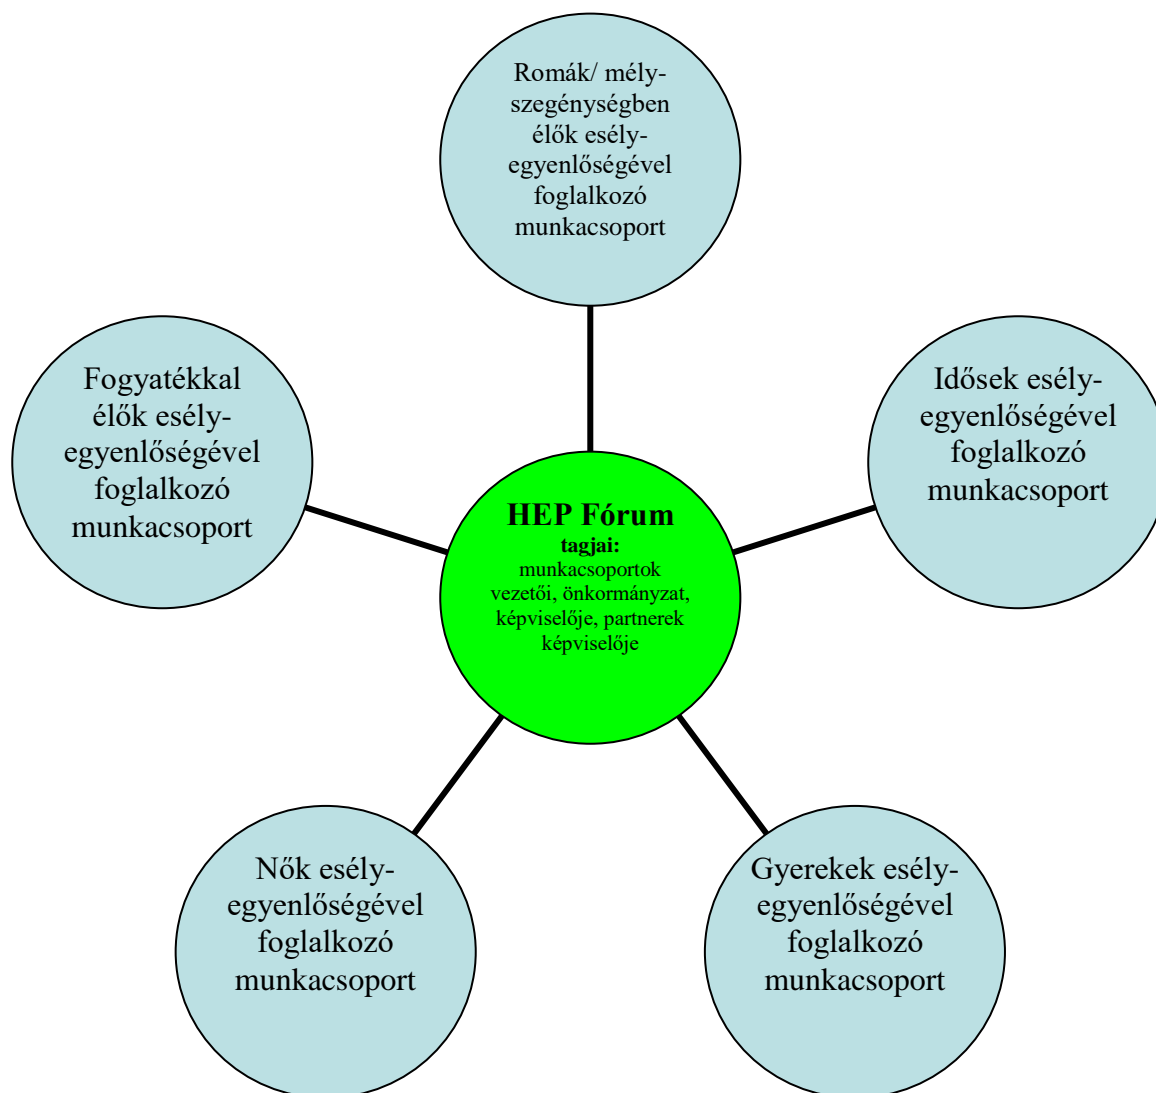 Romák/ mély-
szegénységben
élők esély-
egyenlőségével
foglalkozó
munkacsoport
Fogyatékkal
élők esély-
egyenlőségével
foglalkozó
munkacsoport
Idősek esély-
egyenlőségével
foglalkozó
munkacsoport
HEP Fórum
tagjai:
munkacsoportok
vezetői, önkormányzat,
képviselője, partnerek
képviselője
Nők esély-
egyenlőségével
foglalkozó
munkacsoport
Gyerekek esély-
egyenlőségével
foglalkozó
munkacsoport